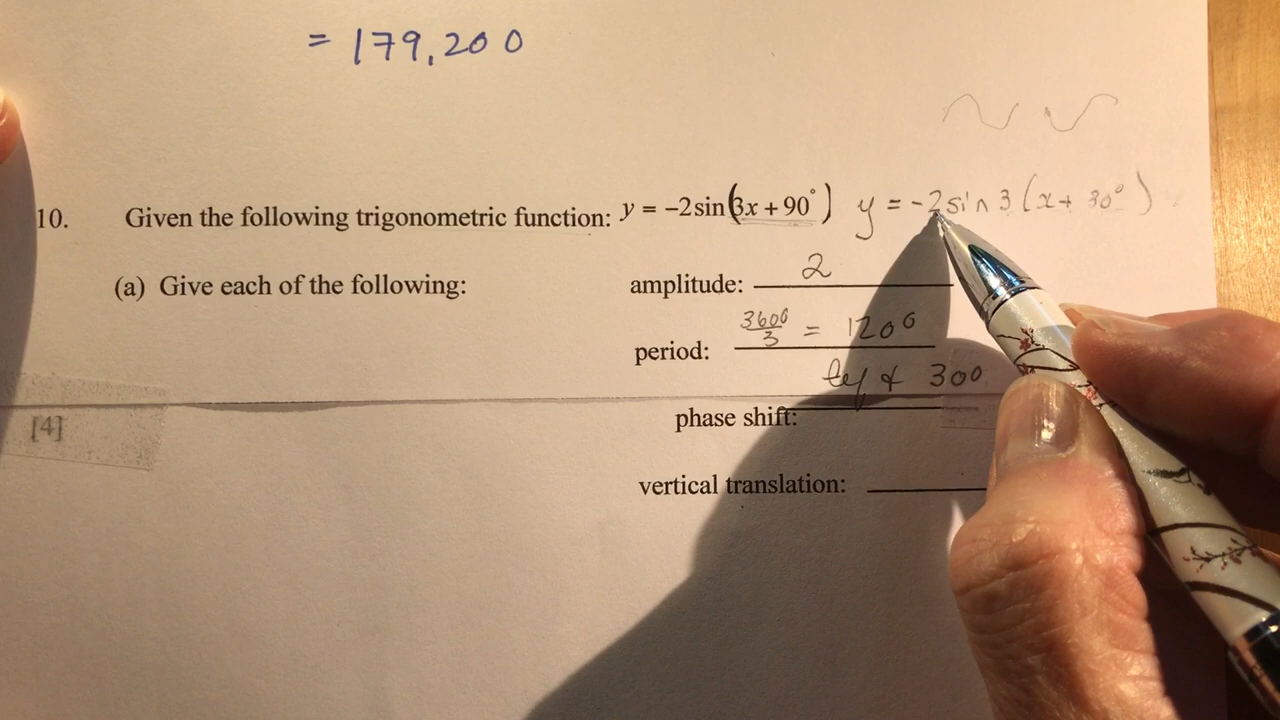 = 179,200
10. Given the following trigonometric function: y = -2sin(3x + 90°) y = -2sin 3(x + 30°)
(a) Give each of the following: amplitude: 2
period: 360°/3 = 120°
left 30°
[4] phase shift:
vertical translation: